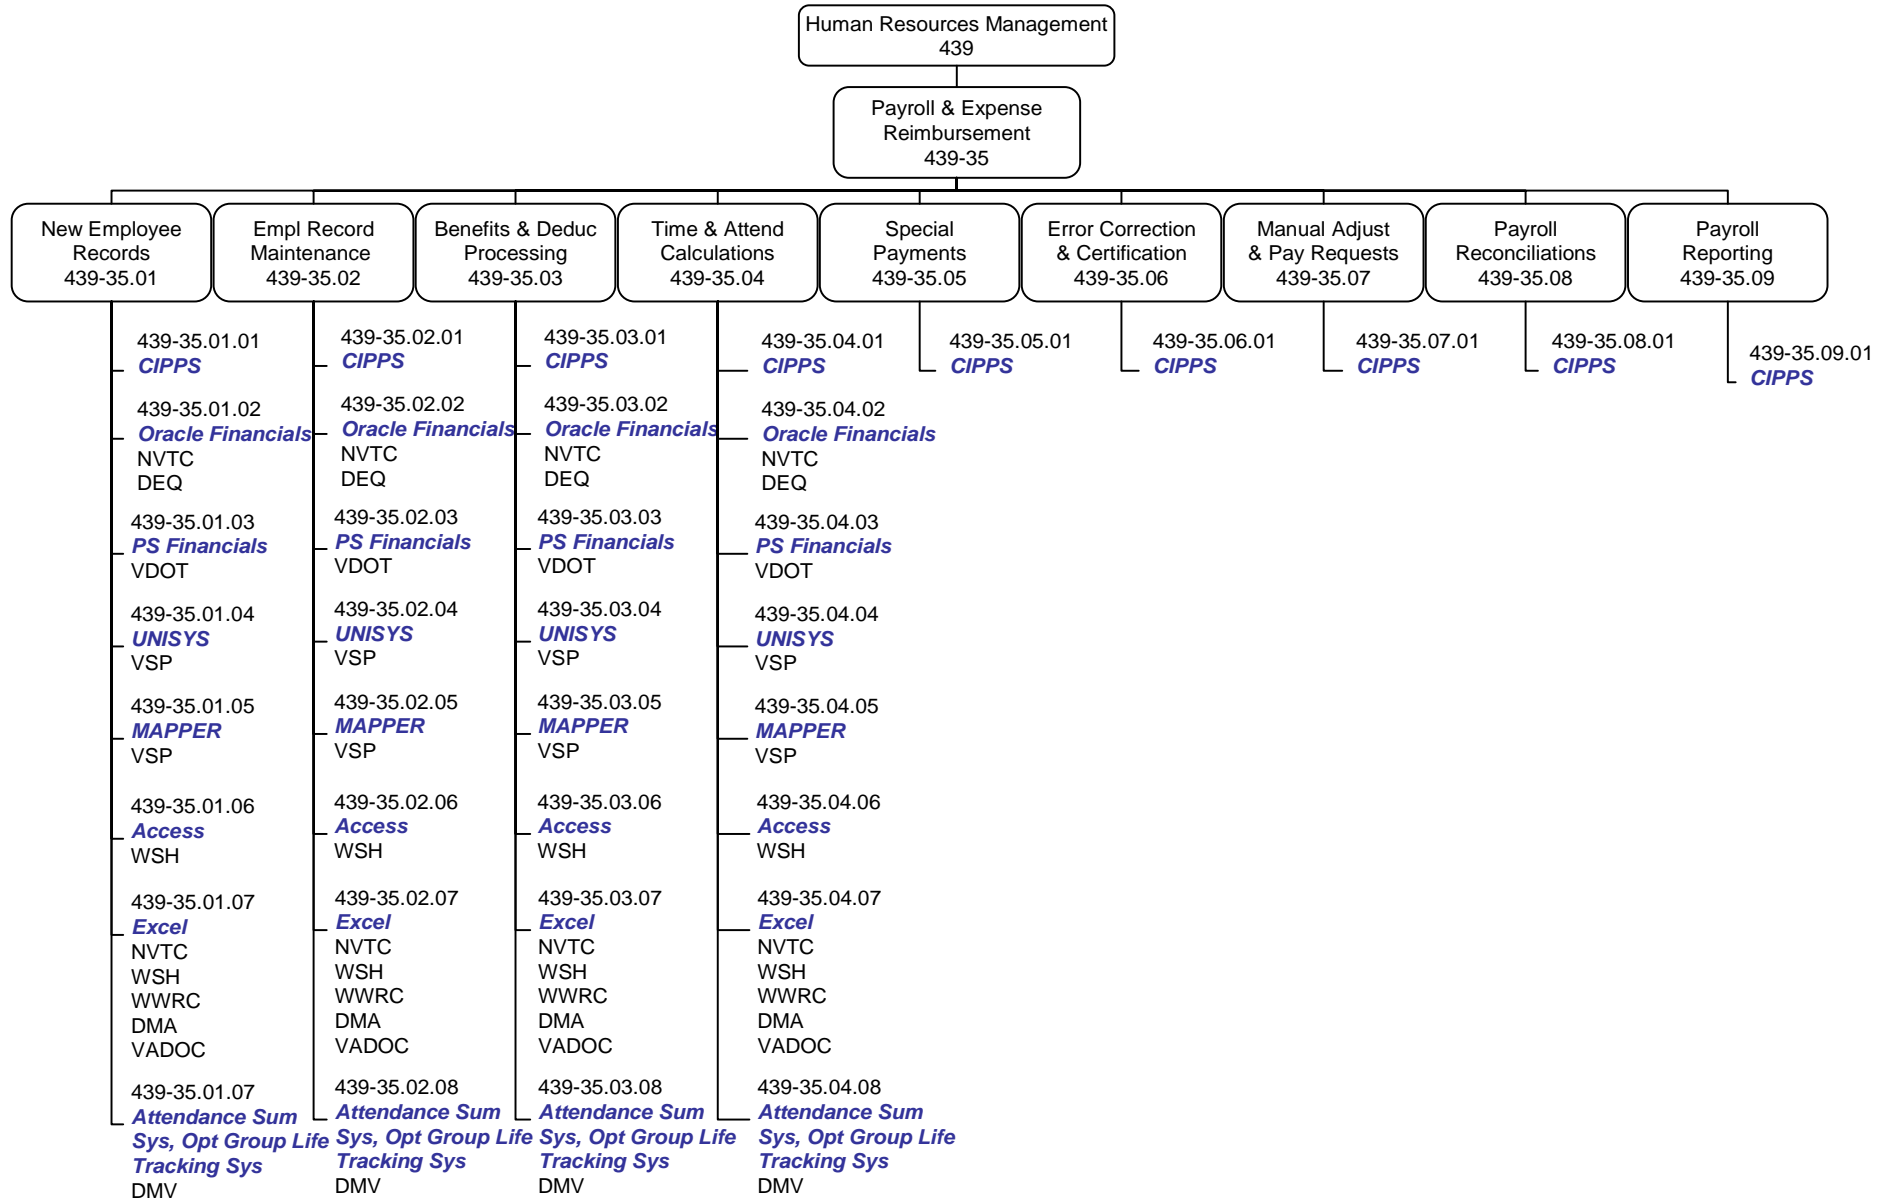 Human Resources Management
439
Payroll & Expense
Reimbursement
439-35
New Employee
Records
439-35.01
Empl Record
Maintenance
439-35.02
Benefits & Deduc
Processing
439-35.03
Time & Attend
Calculations
439-35.04
Special
Payments
439-35.05
Error Correction
& Certification
439-35.06
Manual Adjust
& Pay Requests
439-35.07
Payroll
Reconciliations
439-35.08
Payroll
Reporting
439-35.09
439-35.01.01
CIPPS
439-35.01.02
Oracle Financials
NVTC
DEQ
439-35.01.03
PS Financials
VDOT
439-35.01.04
UNISYS
VSP
439-35.01.05
MAPPER
VSP
439-35.01.06
Access
WSH
439-35.01.07
Excel
NVTC
WSH
WWRC
DMA
VADOC
439-35.01.07
Attendance Sum
Sys, Opt Group Life
Tracking Sys
DMV
439-35.02.01
CIPPS
439-35.02.02
Oracle Financials
NVTC
DEQ
439-35.02.03
PS Financials
VDOT
439-35.02.04
UNISYS
VSP
439-35.02.05
MAPPER
VSP
439-35.02.06
Access
WSH
439-35.02.07
Excel
NVTC
WSH
WWRC
DMA
VADOC
439-35.02.08
Attendance Sum
Sys, Opt Group Life
Tracking Sys
DMV
439-35.03.01
CIPPS
439-35.03.02
Oracle Financials
NVTC
DEQ
439-35.03.03
PS Financials
VDOT
439-35.03.04
UNISYS
VSP
439-35.03.05
MAPPER
VSP
439-35.03.06
Access
WSH
439-35.03.07
Excel
NVTC
WSH
WWRC
DMA
VADOC
439-35.03.08
Attendance Sum
Sys, Opt Group Life
Tracking Sys
DMV
439-35.04.01
CIPPS
439-35.04.02
Oracle Financials
NVTC
DEQ
439-35.04.03
PS Financials
VDOT
439-35.04.04
UNISYS
VSP
439-35.04.05
MAPPER
VSP
439-35.04.06
Access
WSH
439-35.04.07
Excel
NVTC
WSH
WWRC
DMA
VADOC
439-35.04.08
Attendance Sum
Sys, Opt Group Life
Tracking Sys
DMV
439-35.05.01
CIPPS
439-35.06.01
CIPPS
439-35.07.01
CIPPS
439-35.08.01
CIPPS
439-35.09.01
CIPPS